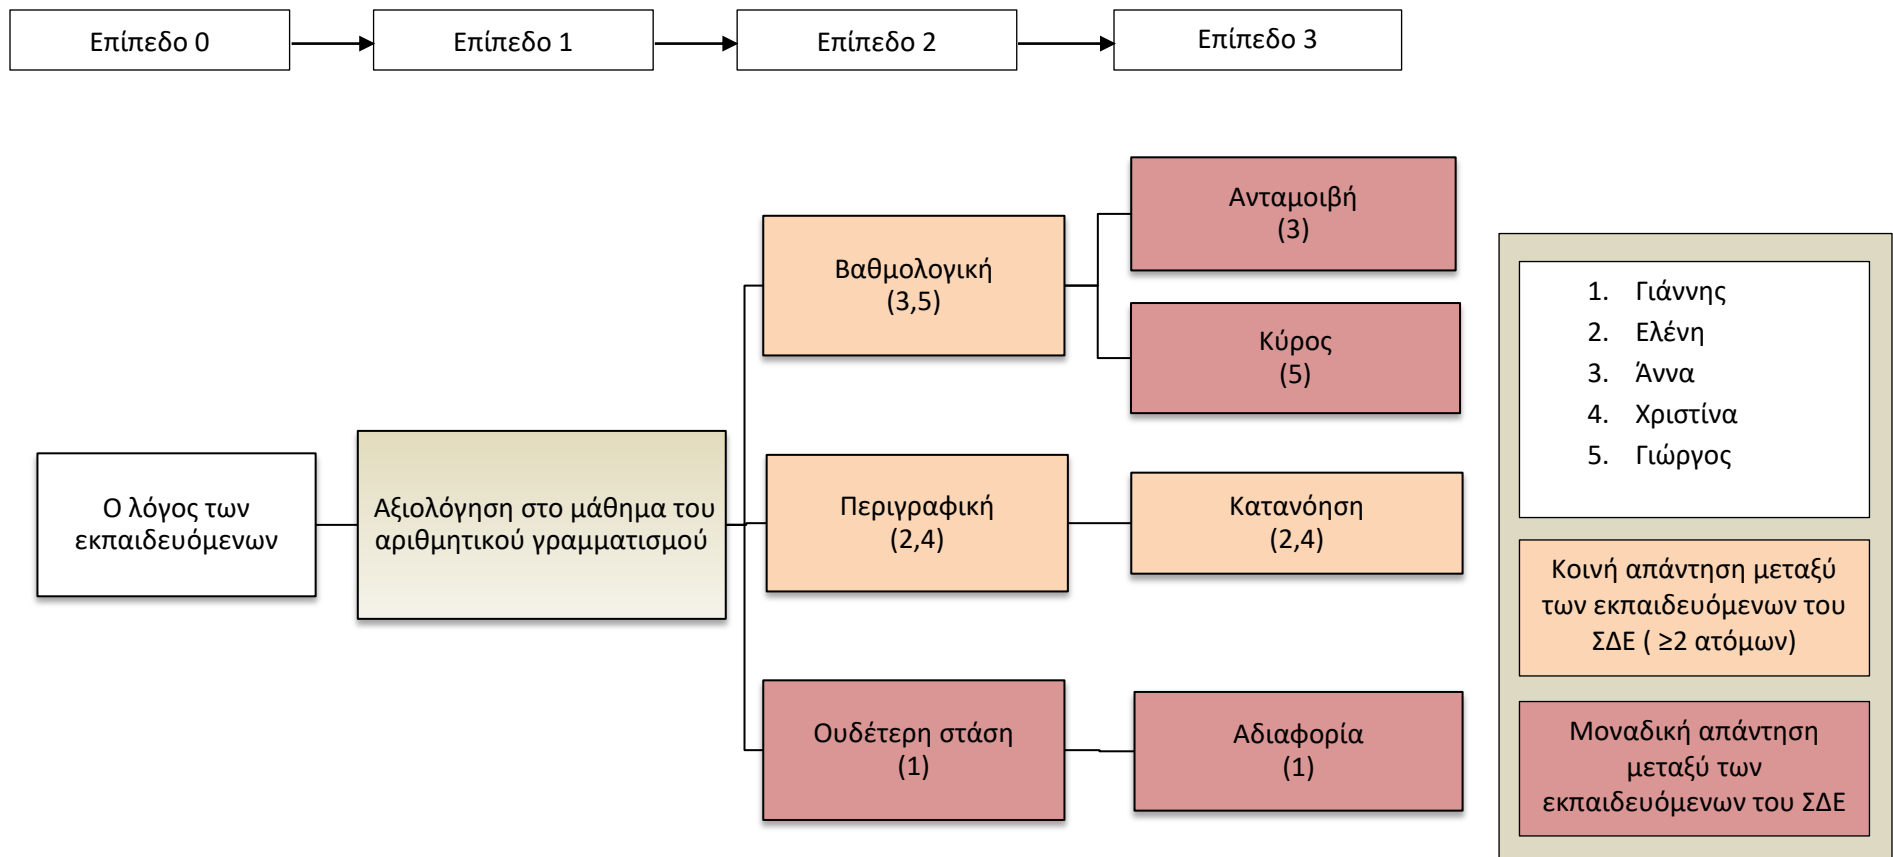 Επίπεδο 0
Επίπεδο 1
Επίπεδο 2
Επίπεδο 3
Ο λόγος των
εκπαιδευόμενων
Αξιολόγηση στο μάθημα του
αριθμητικού γραμματισμού
Βαθμολογική
(3,5)
Ανταμοιβή
(3)
Κύρος
(5)
Περιγραφική
(2,4)
Κατανόηση
(2,4)
Ουδέτερη στάση
(1)
Αδιαφορία
(1)
1. Γιάννης
2. Ελένη
3. Άννα
4. Χριστίνα
5. Γιώργος
Κοινή απάντηση μεταξύ
των εκπαιδευόμενων του
ΣΔΕ ( ≥2 ατόμων)
Μοναδική απάντηση
μεταξύ των
εκπαιδευόμενων του ΣΔΕ